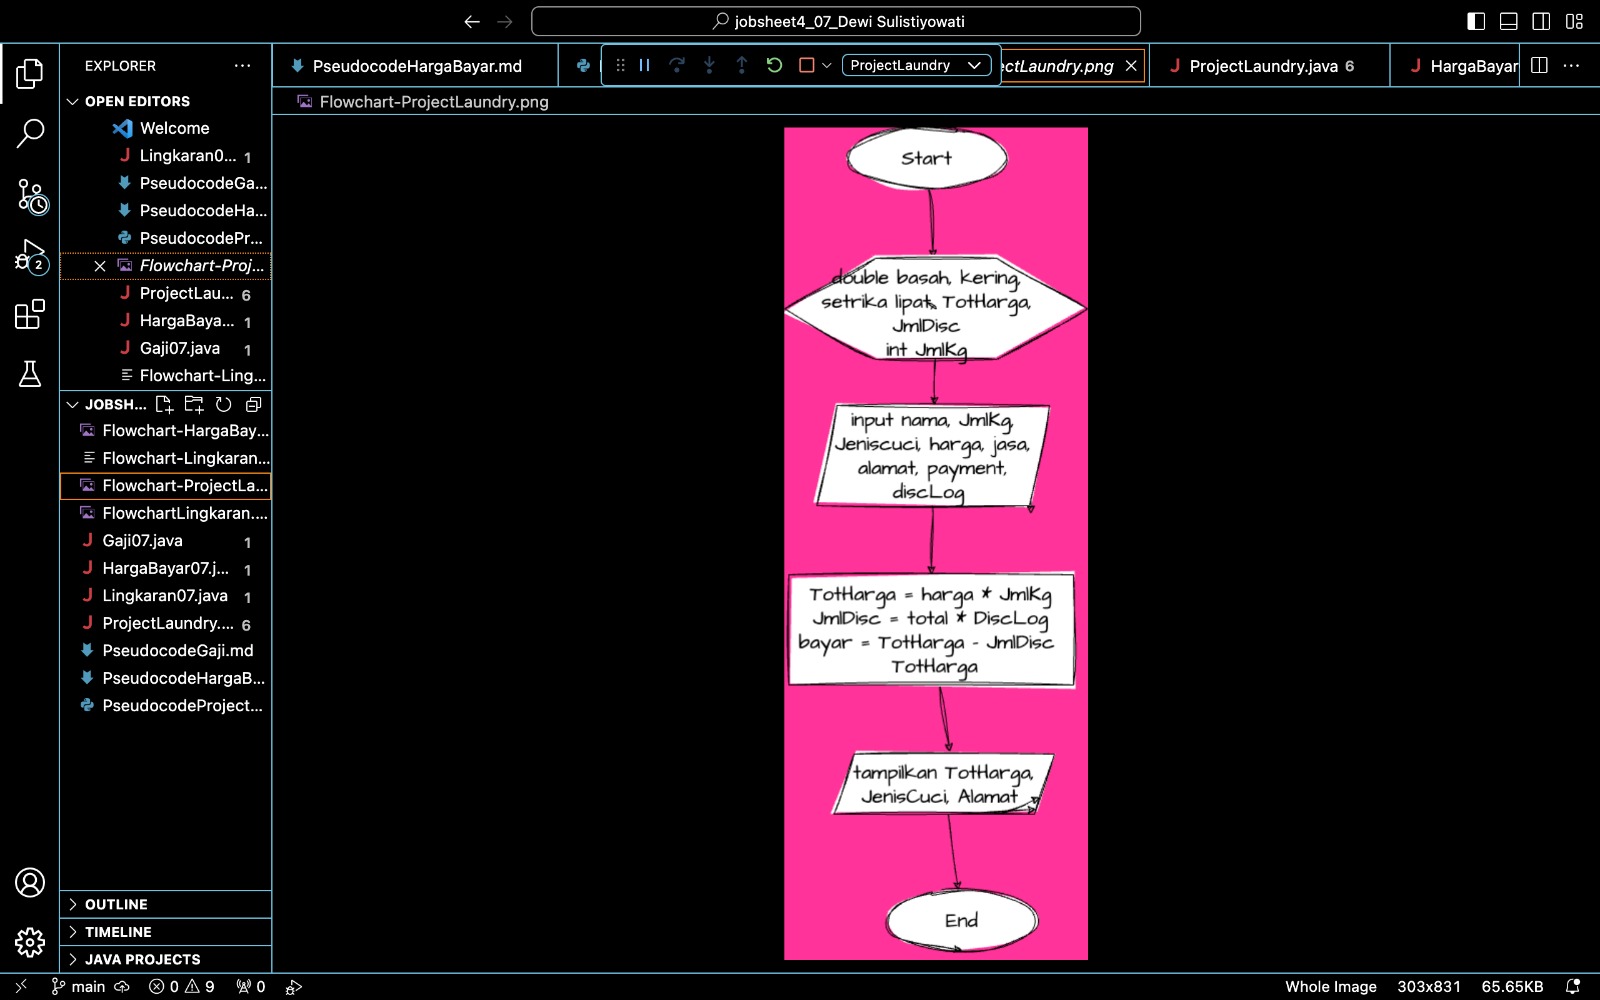 jobsheet4_07_Dewi Sulistiyowati
EXPLORER
OPEN EDITORS
Welcome
Lingkaran0... 1
PseudocodeGa...
PseudocodeHa...
PseudocodePr...
Flowchart-Proj...
ProjectLau... 6
HargaBaya... 1
Gaji07.java 1
Flowchart-Ling...
JOBSH...
Flowchart-HargaBay...
Flowchart-Lingkaran...
Flowchart-ProjectLa...
FlowchartLingkaran....
Gaji07.java 1
HargaBayar07.j... 1
Lingkaran07.java 1
ProjectLaundry.... 6
PseudocodeGaji.md
PseudocodeHargaB...
PseudocodeProject...
OUTLINE
TIMELINE
JAVA PROJECTS
2
PseudocodeHargaBayar.md
ProjectLaundry
ectLaundry.png
ProjectLaundry.java 6
HargaBayar
Flowchart-ProjectLaundry.png
Start
double basah, kering,
setrika lipat, TotHarga,
JmlDisc
int JmlKg
input nama, JmlKg,
Jeniscuci, harga, jasa,
alamat, payment,
discLog
TotHarga = harga * JmlKg
JmlDisc = total * DiscLog
bayar = TotHarga - JmlDisc
TotHarga
tampilkan TotHarga,
JenisCuci, Alamat
End
main
0 9
0
Whole Image 303x831 65.65KB